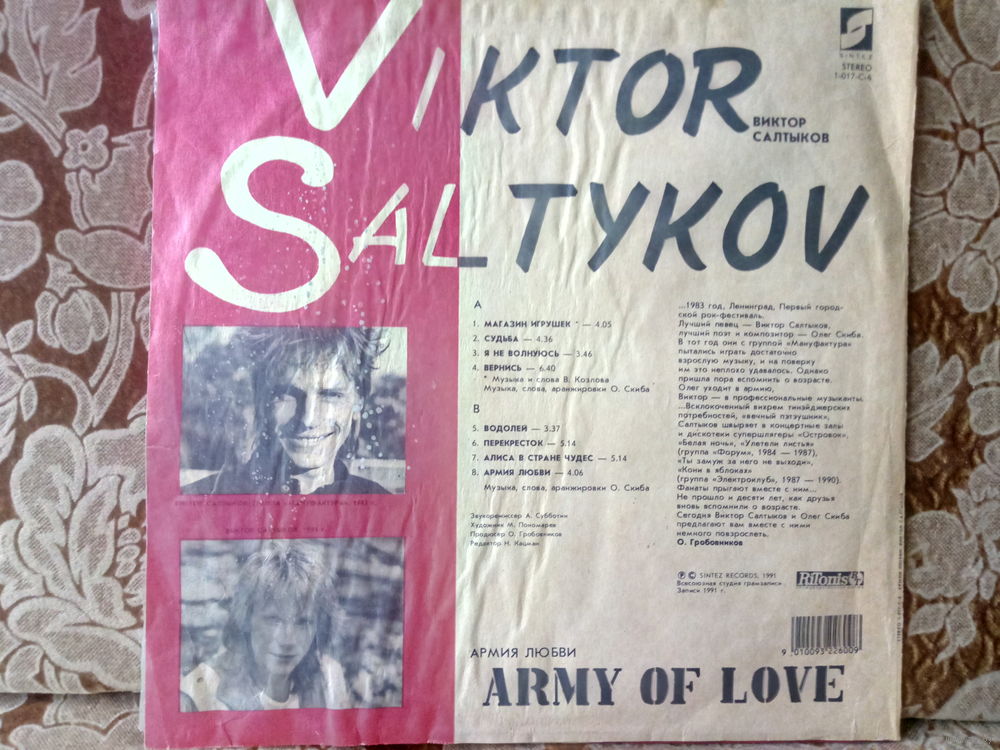 VIKTOR
SALTYKOV
ВИКТОР
САЛТЫКОВ
SINTEZ
STEREO
1-017-С-6
A
1. МАГАЗИН ИГРУШЕК * — 4.05
2. СУДЬБА — 4.36
3. Я НЕ ВОЛНУЮСЬ — 3.46
4. ВЕРНИСЬ — 6.40
* Музыка и слова В. Козлова
Музыка, слова, аранжировки О. Скиба
B
5. ВОДОЛЕЙ — 3.37
6. ПЕРЕКРЕСТОК — 5.14
7. АЛИСА В СТРАНЕ ЧУДЕС — 5.14
8. АРМИЯ ЛЮБВИ — 4.06
Музыка, слова, аранжировки О. Скиба
Звукорежиссер А. Субботин
Художник М. Пономарев
Продюсер О. Гробовников
Редактор Н. Кацман
...1983 год, Ленинград, Первый город-
ской рок-фестиваль.
Лучший певец — Виктор Салтыков,
лучший поэт и композитор — Олег Скиба.
В тот год они с группой «Мануфактура»
пытались играть достаточно
взрослую музыку, и на поверку
им это неплохо удавалось. Однако
пришла пора вспомнить о возрасте.
Олег уходит в армию,
Виктор — в профессиональные музыканты.
...Всклокоченный вихрем тинэйджерских
потребностей, «вечный пэтэушник»,
Салтыков швыряет в концертные залы
и дискотеки супершлягеры «Островок»,
«Белая ночь», «Улетели листья»
(группа «Форум», 1984 — 1987),
«Ты замуж за него не выходи»,
«Кони в яблоках»
(группа «Электроклуб», 1987 — 1990).
Фанаты прыгают вместе с ним...
Не прошло и десяти лет, как друзья
вновь вспомнили о возрасте.
Сегодня Виктор Салтыков и Олег Скиба
предлагают вам вместе с ними
немного повзрослеть.
О. Гробовников
Ⓟ © SINTEZ RECORDS, 1991
Всесоюзная студия грамзаписи
Записи 1991 г.
RiTonis
9 010093 226009
АРМИЯ ЛЮБВИ
ARMY OF LOVE